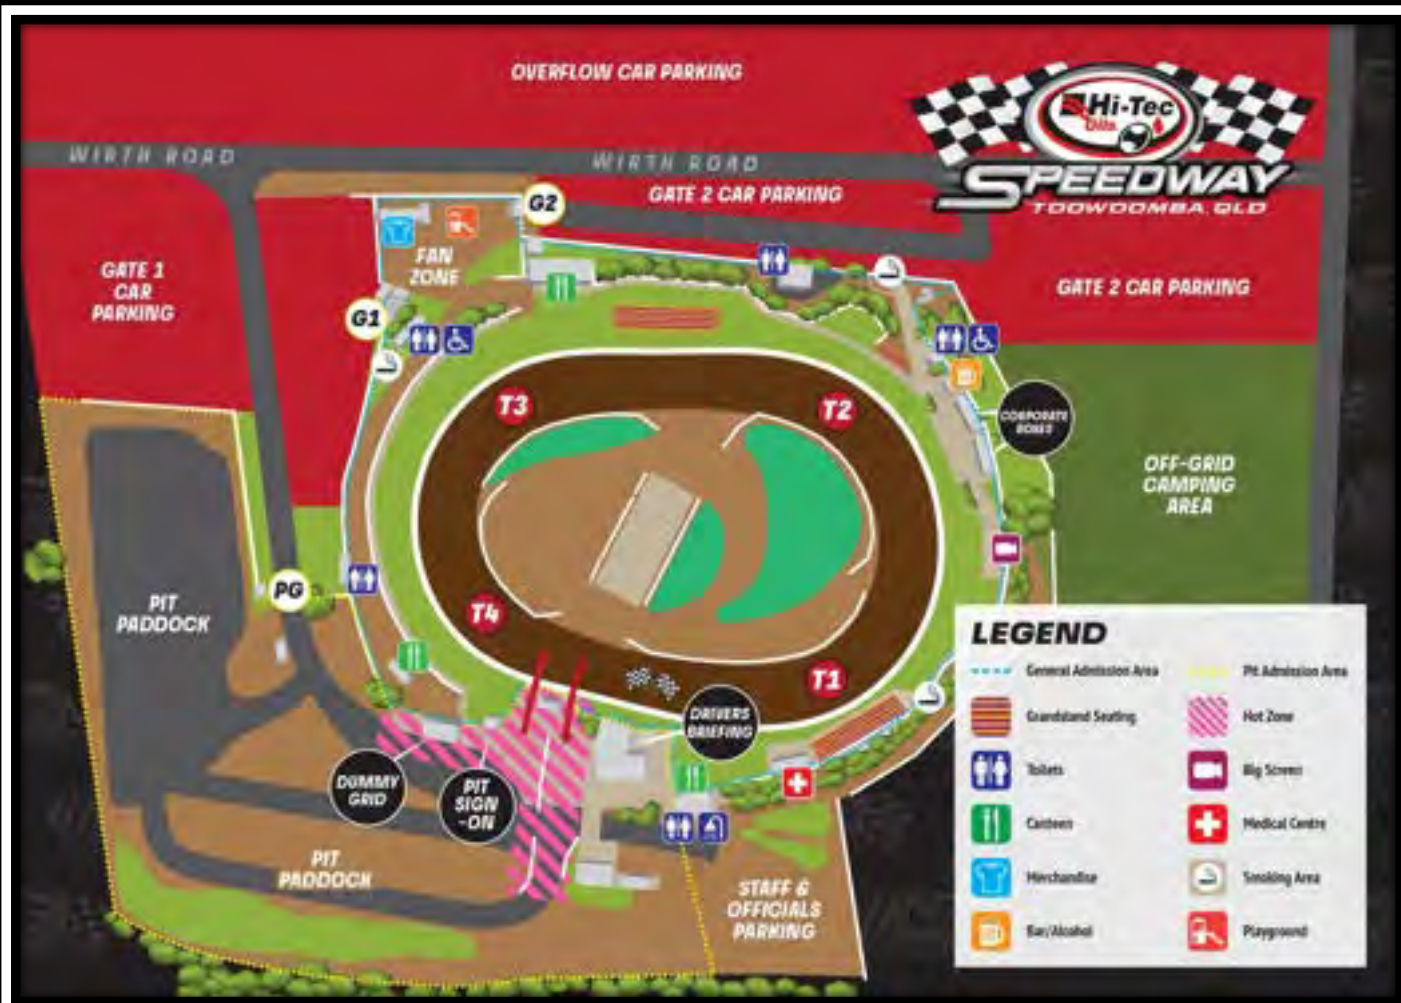 OVERFLOW CAR PARKING
Hi-Tec
Oils
SPEEDWAY
TOOWOOMBA, QLD
WIRTH ROAD
WIRTH ROAD
GATE 2 CAR PARKING
G2
FAN
ZONE
GATE 1
CAR
PARKING
GATE 2 CAR PARKING
G1
T3
T2
CORPORATE
BOXES
OFF-GRID
CAMPING
AREA
PG
PIT
PADDOCK
T4
T1
DRIVERS
BRIEFING
DUMMY
GRID
PIT
SIGN
-ON
PIT
PADDOCK
STAFF &
OFFICIALS
PARKING
LEGEND
General Admission Area
Pit Admission Area
Grandstand Seating
Hot Zone
Toilets
Big Screen
Canteen
Medical Centre
Merchandise
Smoking Area
Bar/Alcohol
Playground